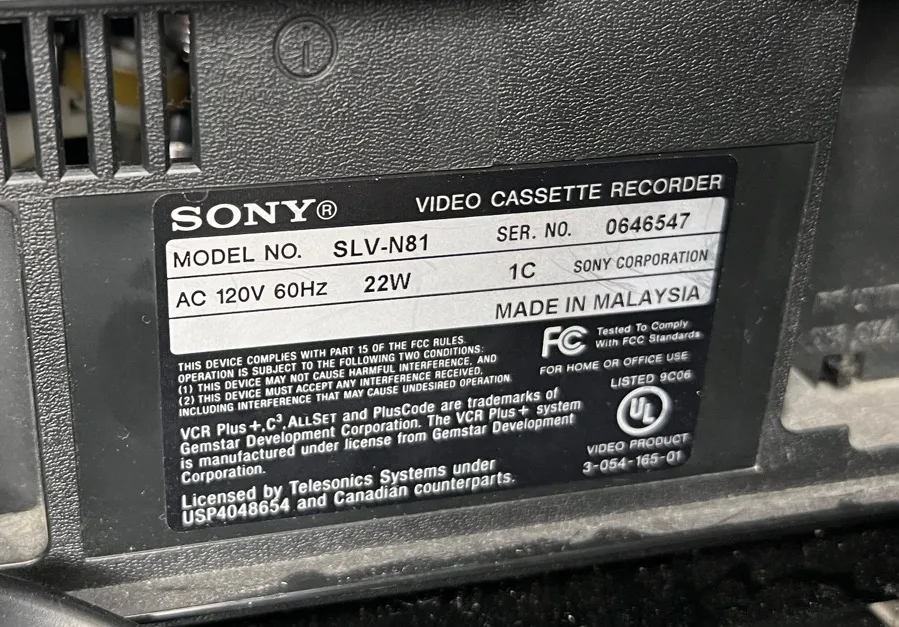 SONY®
VIDEO CASSETTE RECORDER
MODEL NO. SLV-N81
SER. NO. 0646547
AC 120V 60Hz 22W
1C SONY CORPORATION
MADE IN MALAYSIA
THIS DEVICE COMPLIES WITH PART 15 OF THE FCC RULES.
OPERATION IS SUBJECT TO THE FOLLOWING TWO CONDITIONS:
(1) THIS DEVICE MAY NOT CAUSE HARMFUL INTERFERENCE, AND
(2) THIS DEVICE MUST ACCEPT ANY INTERFERENCE RECEIVED,
INCLUDING INTERFERENCE THAT MAY CAUSE UNDESIRED OPERATION.
FC Tested To Comply
With FCC Standards
FOR HOME OR OFFICE USE
VCR Plus+,C³,ALLSET and PlusCode are trademarks of
Gemstar Development Corporation. The VCR Plus+ system
is manufactured under license from Gemstar Development
Corporation.
Licensed by Telesonics Systems under
USP4048654 and Canadian counterparts.
LISTED 9C06
UL
VIDEO PRODUCT
3-054-165-01